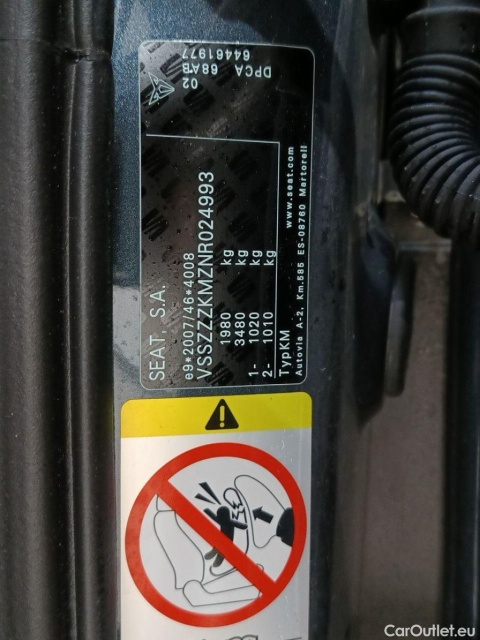 SEAT, S.A.
e9*2007/46*4008
VSSZZZKMZNR024993
1980 kg
3480 kg
1- 1020 kg
2- 1010 kg
TypKM
www.seat.com
Autovia A-2, Km.585 ES-08760 Martorell
02
DPCA 68AB
64461977
CarOutlet.eu